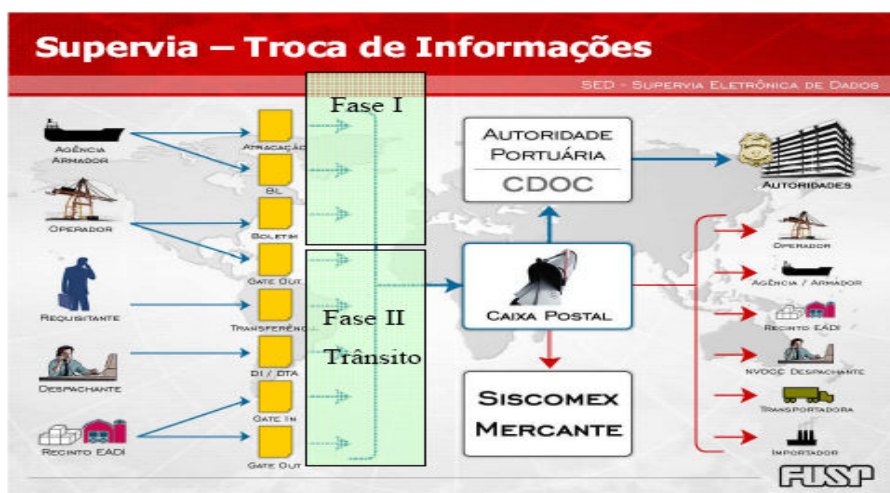 Supervia – Troca de Informações
SED - SUPERVIA ELETRÔNICA DE DADOS
AGÊNCIA
ARMADOR
OPERADOR
REQUISITANTE
DESPACHANTE
RECINTO EADI
ATRACAÇÃO
BL
BOLETIM
GATE OUT
TRANSFERÊNCIA
DI / DTA
GATE IN
GATE OUT
Fase I
Fase II
Trânsito
AUTORIDADE
PORTUÁRIA
CDOC
CAIXA POSTAL
SISCOMEX
MERCANTE
AUTORIDADES
OPERADOR
AGÊNCIA / ARMADOR
RECINTO EADI
NVOCC DESPACHANTE
TRANSPORTADORA
IMPORTADOR
FUSP